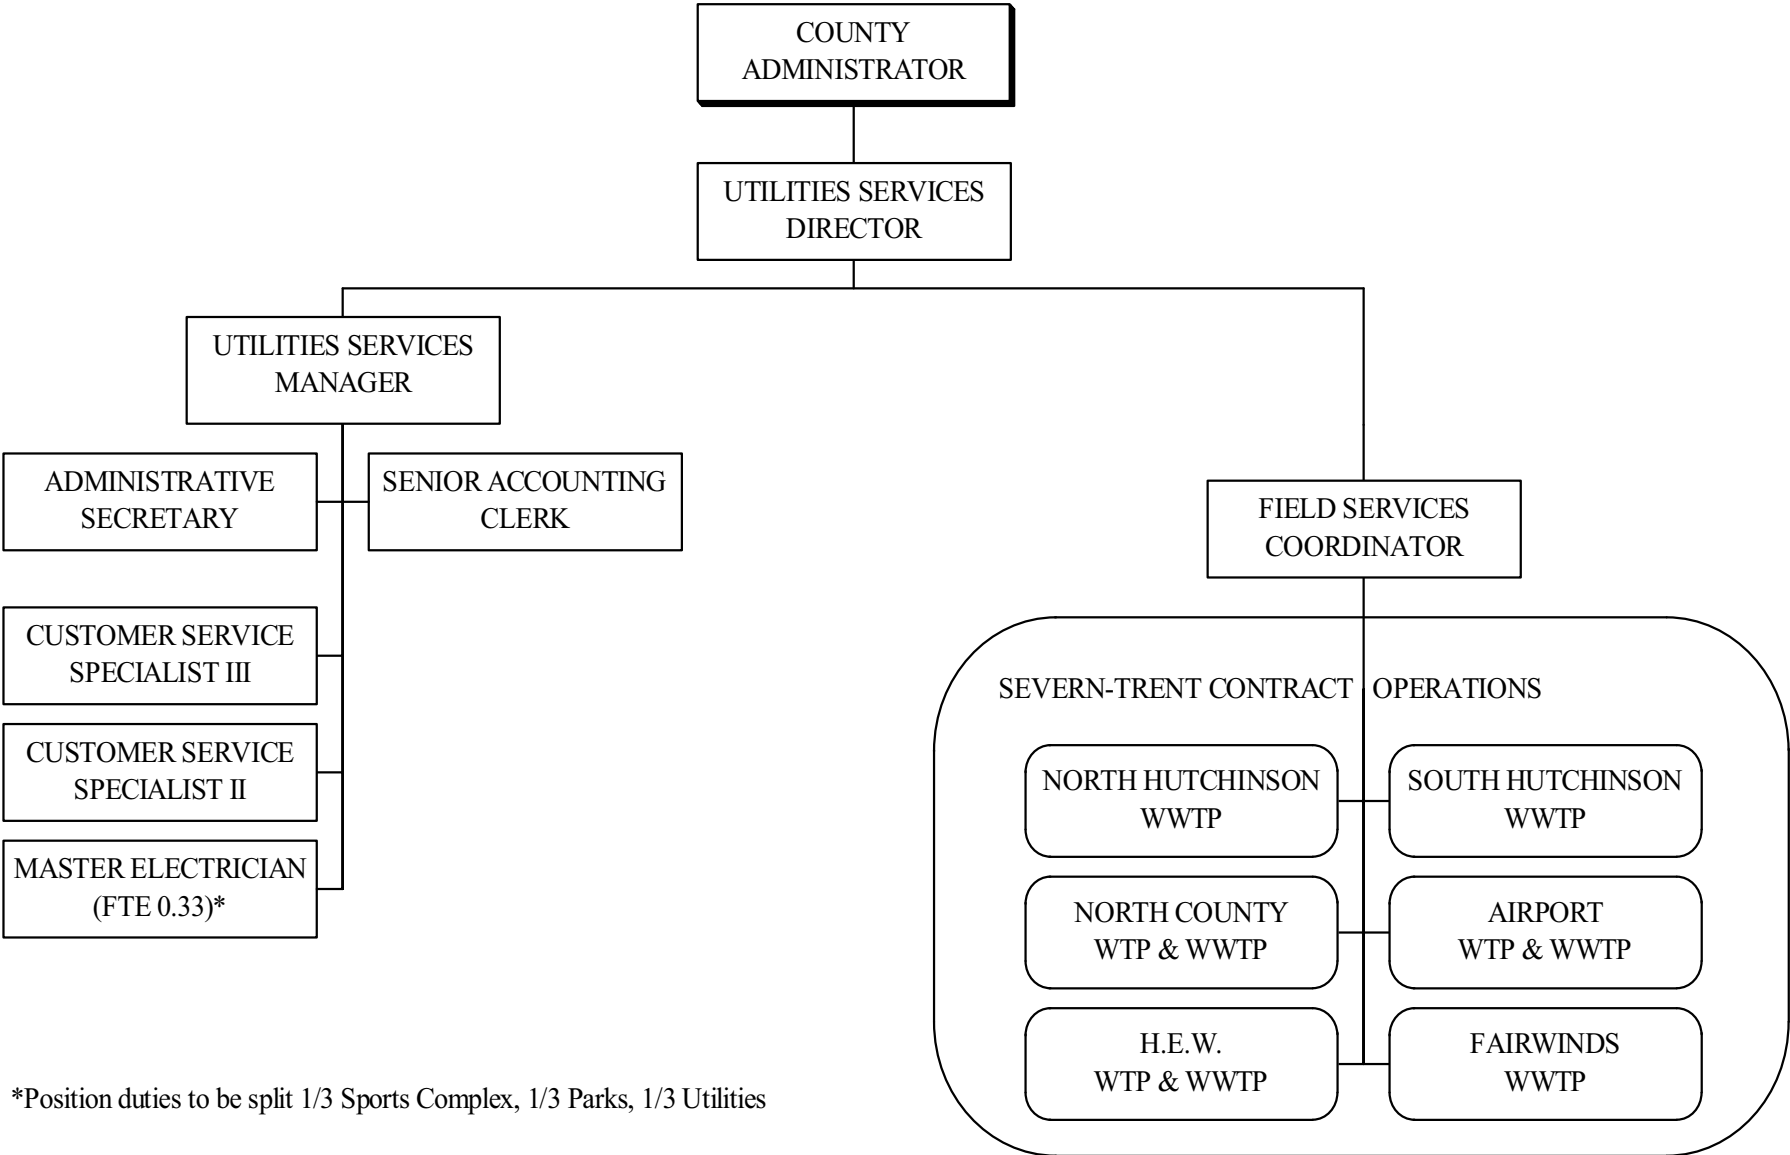 COUNTY
ADMINISTRATOR
UTILITIES SERVICES
DIRECTOR
UTILITIES SERVICES
MANAGER
ADMINISTRATIVE
SECRETARY
SENIOR ACCOUNTING
CLERK
CUSTOMER SERVICE
SPECIALIST III
CUSTOMER SERVICE
SPECIALIST II
MASTER ELECTRICIAN
(FTE 0.33)*
FIELD SERVICES
COORDINATOR
SEVERN-TRENT CONTRACT OPERATIONS
NORTH HUTCHINSON
WWTP
SOUTH HUTCHINSON
WWTP
NORTH COUNTY
WTP & WWTP
AIRPORT
WTP & WWTP
H.E.W.
WTP & WWTP
FAIRWINDS
WWTP
*Position duties to be split 1/3 Sports Complex, 1/3 Parks, 1/3 Utilities